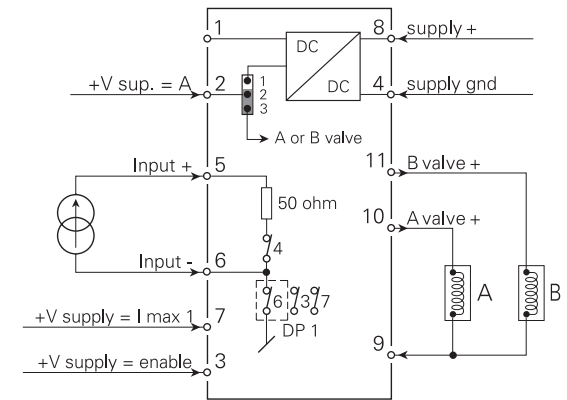 1
DC
8
supply +
+V sup. = A
2
1
2
3
DC
4
supply gnd
A or B valve
Input +
5
11
B valve +
50 ohm
10
A valve +
4
Input -
6
A
B
6
3
7
+V supply = I max 1
7
DP 1
9
+V supply = enable
3